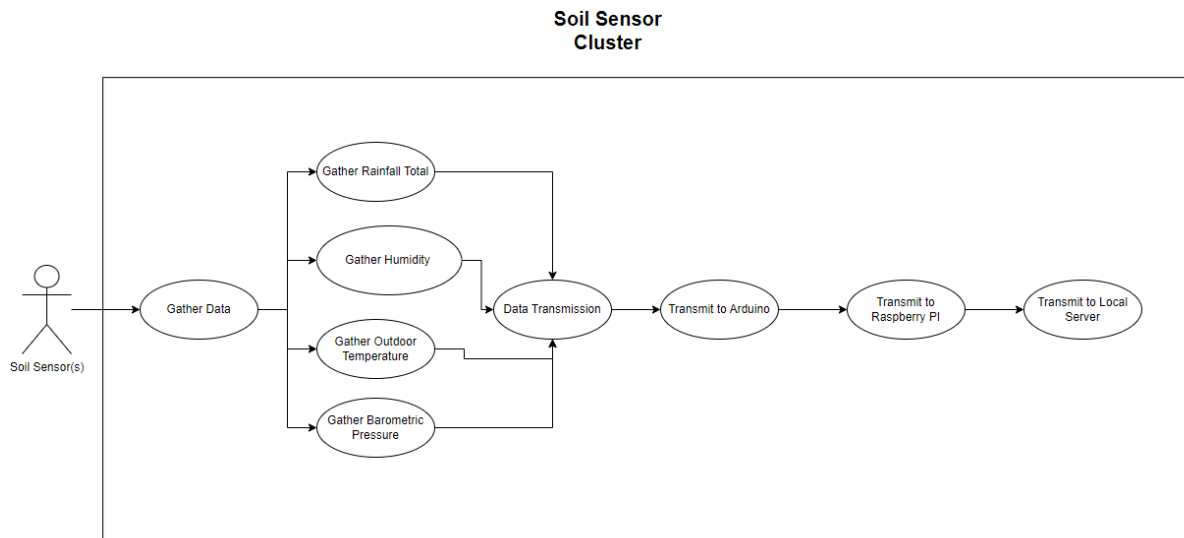 Soil Sensor
Cluster
Gather Rainfall Total
Gather Humidity
Soil Sensor(s)
Gather Data
Gather Outdoor
Temperature
Gather Barometric
Pressure
Data Transmission
Transmit to Arduino
Transmit to
Raspberry PI
Transmit to Local
Server